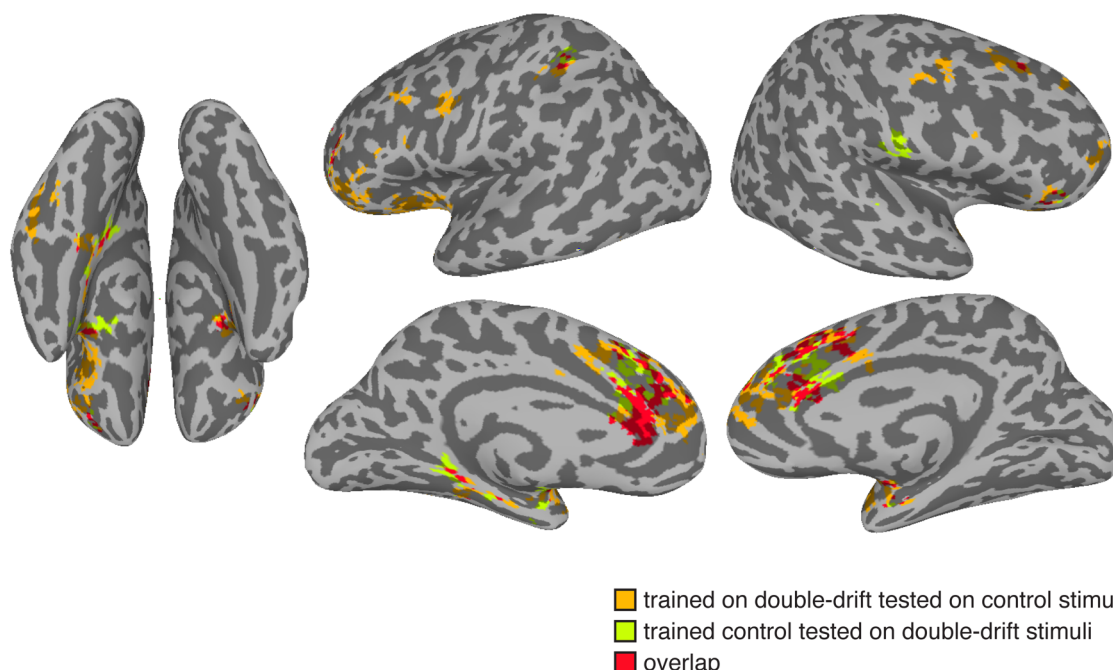 trained on double-drift tested on control stimu
trained control tested on double-drift stimuli
overlap